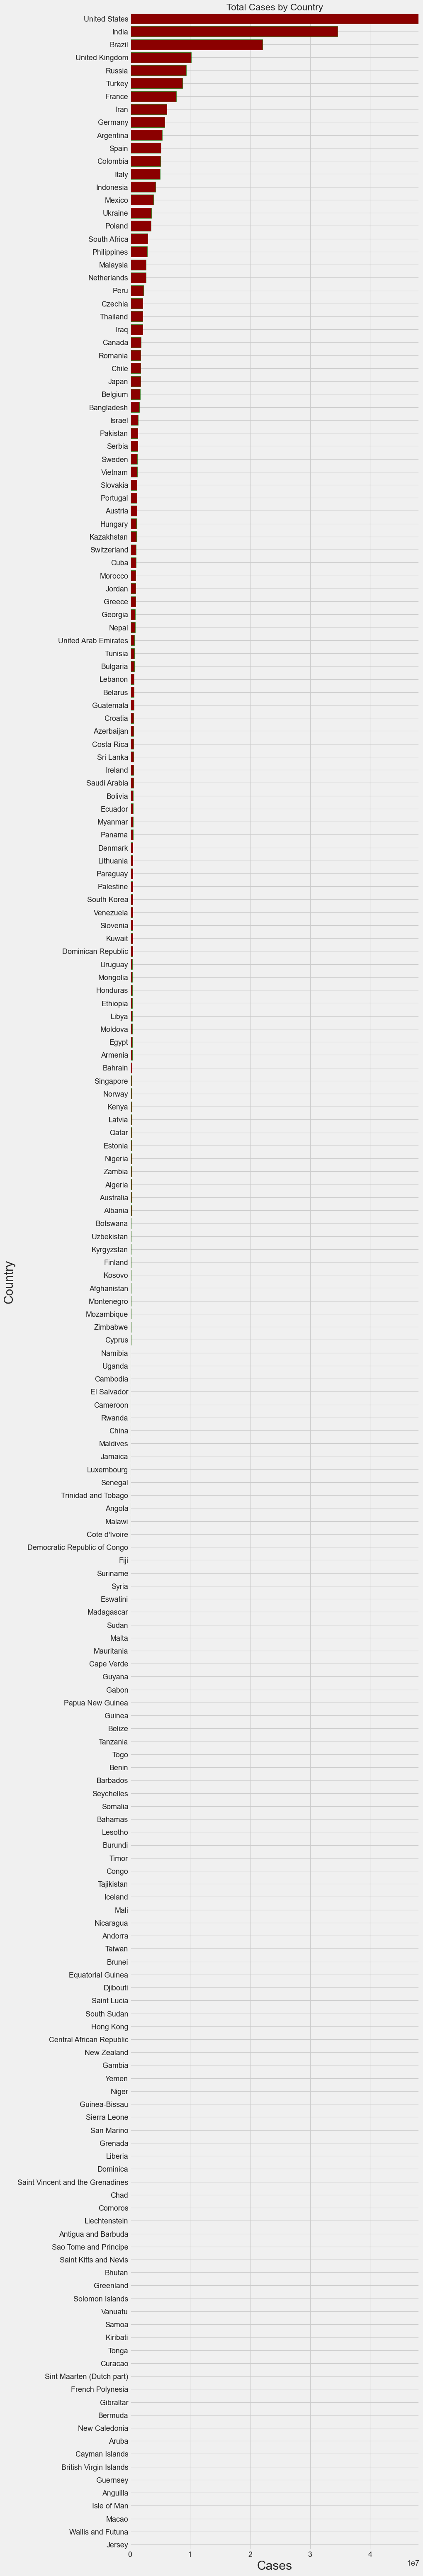 Total Cases by Country
United States
India
Brazil
United Kingdom
Russia
Turkey
France
Iran
Germany
Argentina
Spain
Colombia
Italy
Indonesia
Mexico
Ukraine
Poland
South Africa
Philippines
Malaysia
Netherlands
Peru
Czechia
Thailand
Iraq
Canada
Romania
Chile
Japan
Belgium
Bangladesh
Israel
Pakistan
Serbia
Sweden
Vietnam
Slovakia
Portugal
Austria
Hungary
Kazakhstan
Switzerland
Cuba
Morocco
Jordan
Greece
Georgia
Nepal
United Arab Emirates
Tunisia
Bulgaria
Lebanon
Belarus
Guatemala
Croatia
Azerbaijan
Costa Rica
Sri Lanka
Ireland
Saudi Arabia
Bolivia
Ecuador
Myanmar
Panama
Denmark
Lithuania
Paraguay
Palestine
South Korea
Venezuela
Slovenia
Kuwait
Dominican Republic
Uruguay
Mongolia
Honduras
Ethiopia
Libya
Moldova
Egypt
Armenia
Bahrain
Singapore
Norway
Kenya
Latvia
Qatar
Estonia
Nigeria
Zambia
Algeria
Australia
Albania
Botswana
Uzbekistan
Kyrgyzstan
Finland
Kosovo
Afghanistan
Montenegro
Mozambique
Zimbabwe
Cyprus
Namibia
Uganda
Cambodia
El Salvador
Cameroon
Rwanda
China
Maldives
Jamaica
Luxembourg
Senegal
Trinidad and Tobago
Angola
Malawi
Cote d'Ivoire
Democratic Republic of Congo
Fiji
Suriname
Syria
Eswatini
Madagascar
Sudan
Malta
Mauritania
Cape Verde
Guyana
Gabon
Papua New Guinea
Guinea
Belize
Tanzania
Togo
Benin
Barbados
Seychelles
Somalia
Bahamas
Lesotho
Burundi
Timor
Congo
Tajikistan
Iceland
Mali
Nicaragua
Andorra
Taiwan
Brunei
Equatorial Guinea
Djibouti
Saint Lucia
South Sudan
Hong Kong
Central African Republic
New Zealand
Gambia
Yemen
Niger
Guinea-Bissau
Sierra Leone
San Marino
Grenada
Liberia
Dominica
Saint Vincent and the Grenadines
Chad
Comoros
Liechtenstein
Antigua and Barbuda
Sao Tome and Principe
Saint Kitts and Nevis
Bhutan
Greenland
Solomon Islands
Vanuatu
Samoa
Kiribati
Tonga
Curacao
Sint Maarten (Dutch part)
French Polynesia
Gibraltar
Bermuda
New Caledonia
Aruba
Cayman Islands
British Virgin Islands
Guernsey
Anguilla
Isle of Man
Macao
Wallis and Futuna
Jersey
Country
0 1 2 3 4
1e7
Cases